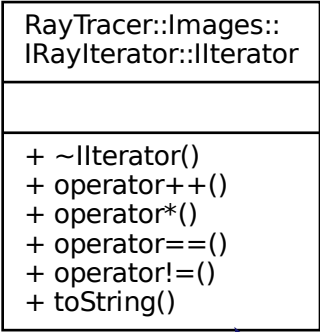 RayTracer::Images::
IRayIterator::IIterator
+ ~IIterator()
+ operator++()
+ operator*()
+ operator==()
+ operator!=()
+ toString()